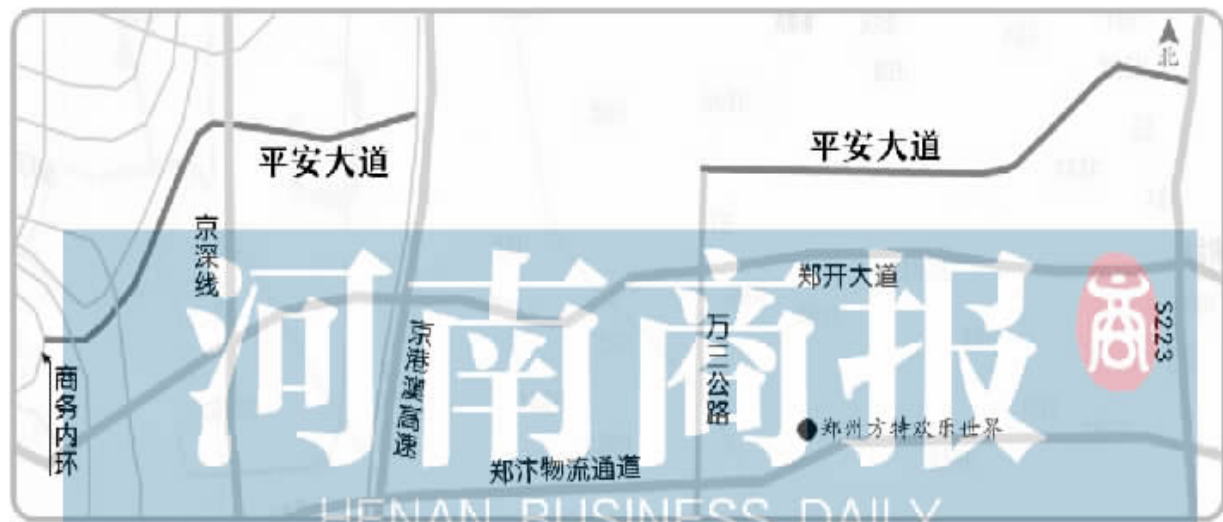 北
平安大道
平安大道
京深线
郑开大道
S223
京港澳高速
万三公路
商务内环
郑州方特欢乐世界
郑汴物流通道
河南商报
商
HENAN BUSINESS DAILY